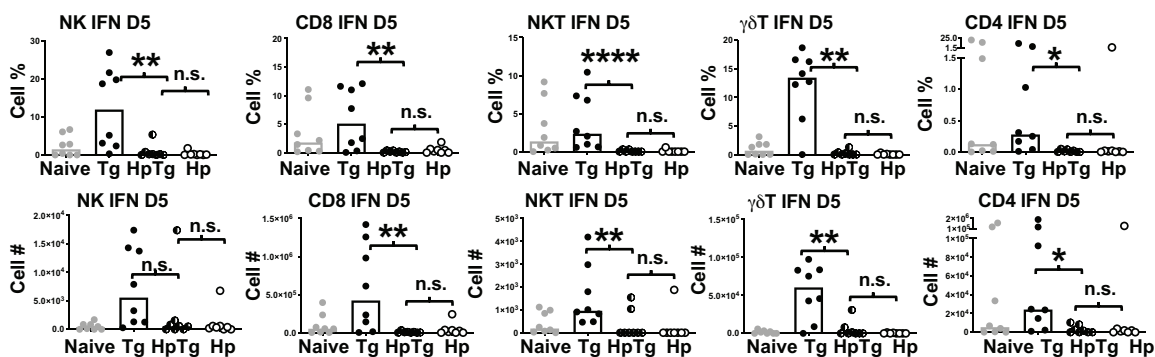 NK IFN D5
Cell %
30
20
10
0
**
n.s.
Naive Tg HpTg Hp
CD8 IFN D5
Cell %
20
15
10
5
0
**
n.s.
Naive Tg HpTg Hp
NKT IFN D5
Cell %
15
10
5
0
****
n.s.
Naive Tg HpTg Hp
γδT IFN D5
Cell %
20
15
10
5
0
**
n.s.
Naive Tg HpTg Hp
CD4 IFN D5
Cell %
25.0
1.5
1.0
0.5
0.0
*
n.s.
Naive Tg HpTg Hp
NK IFN D5
Cell #
2.0×10⁴
1.5×10⁴
1.0×10⁴
5.0×10³
0.0
n.s.
n.s.
Naive Tg HpTg Hp
CD8 IFN D5
Cell #
1.5×10⁶
1.0×10⁶
5.0×10⁵
0.0
**
n.s.
Naive Tg HpTg Hp
NKT IFN D5
Cell #
5×10³
4×10³
3×10³
2×10³
1×10³
0
**
n.s.
Naive Tg HpTg Hp
γδT IFN D5
Cell #
1.5×10⁵
1.0×10⁵
5.0×10⁴
0.0
**
n.s.
Naive Tg HpTg Hp
CD4 IFN D5
Cell #
2×10⁶
1×10⁶
1×10⁵
8×10⁴
6×10⁴
4×10⁴
2×10⁴
0
*
n.s.
Naive Tg HpTg Hp